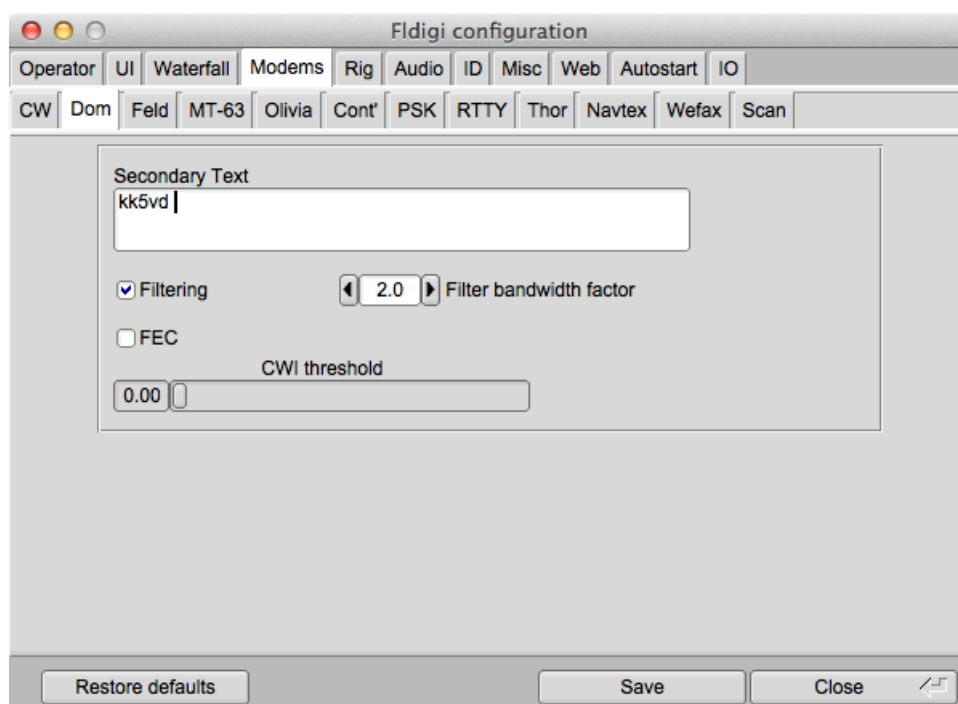 Fldigi configuration
Operator UI Waterfall Modems Rig Audio ID Misc Web Autostart IO
CW Dom Feld MT-63 Olivia Cont' PSK RTTY Thor Navtex Wefax Scan
Secondary Text
kk5vd
Filtering 2.0 Filter bandwidth factor
FEC
CWI threshold
0.00
Restore defaults Save Close